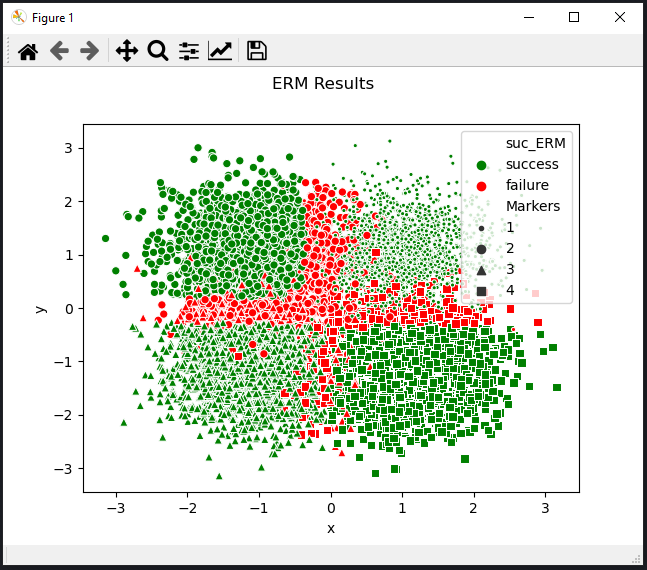 Figure 1
ERM Results
suc_ERM
success
failure
Markers
1
2
3
4
3
2
1
0
−1
−2
−3
y
−3 −2 −1 0 1 2 3
x